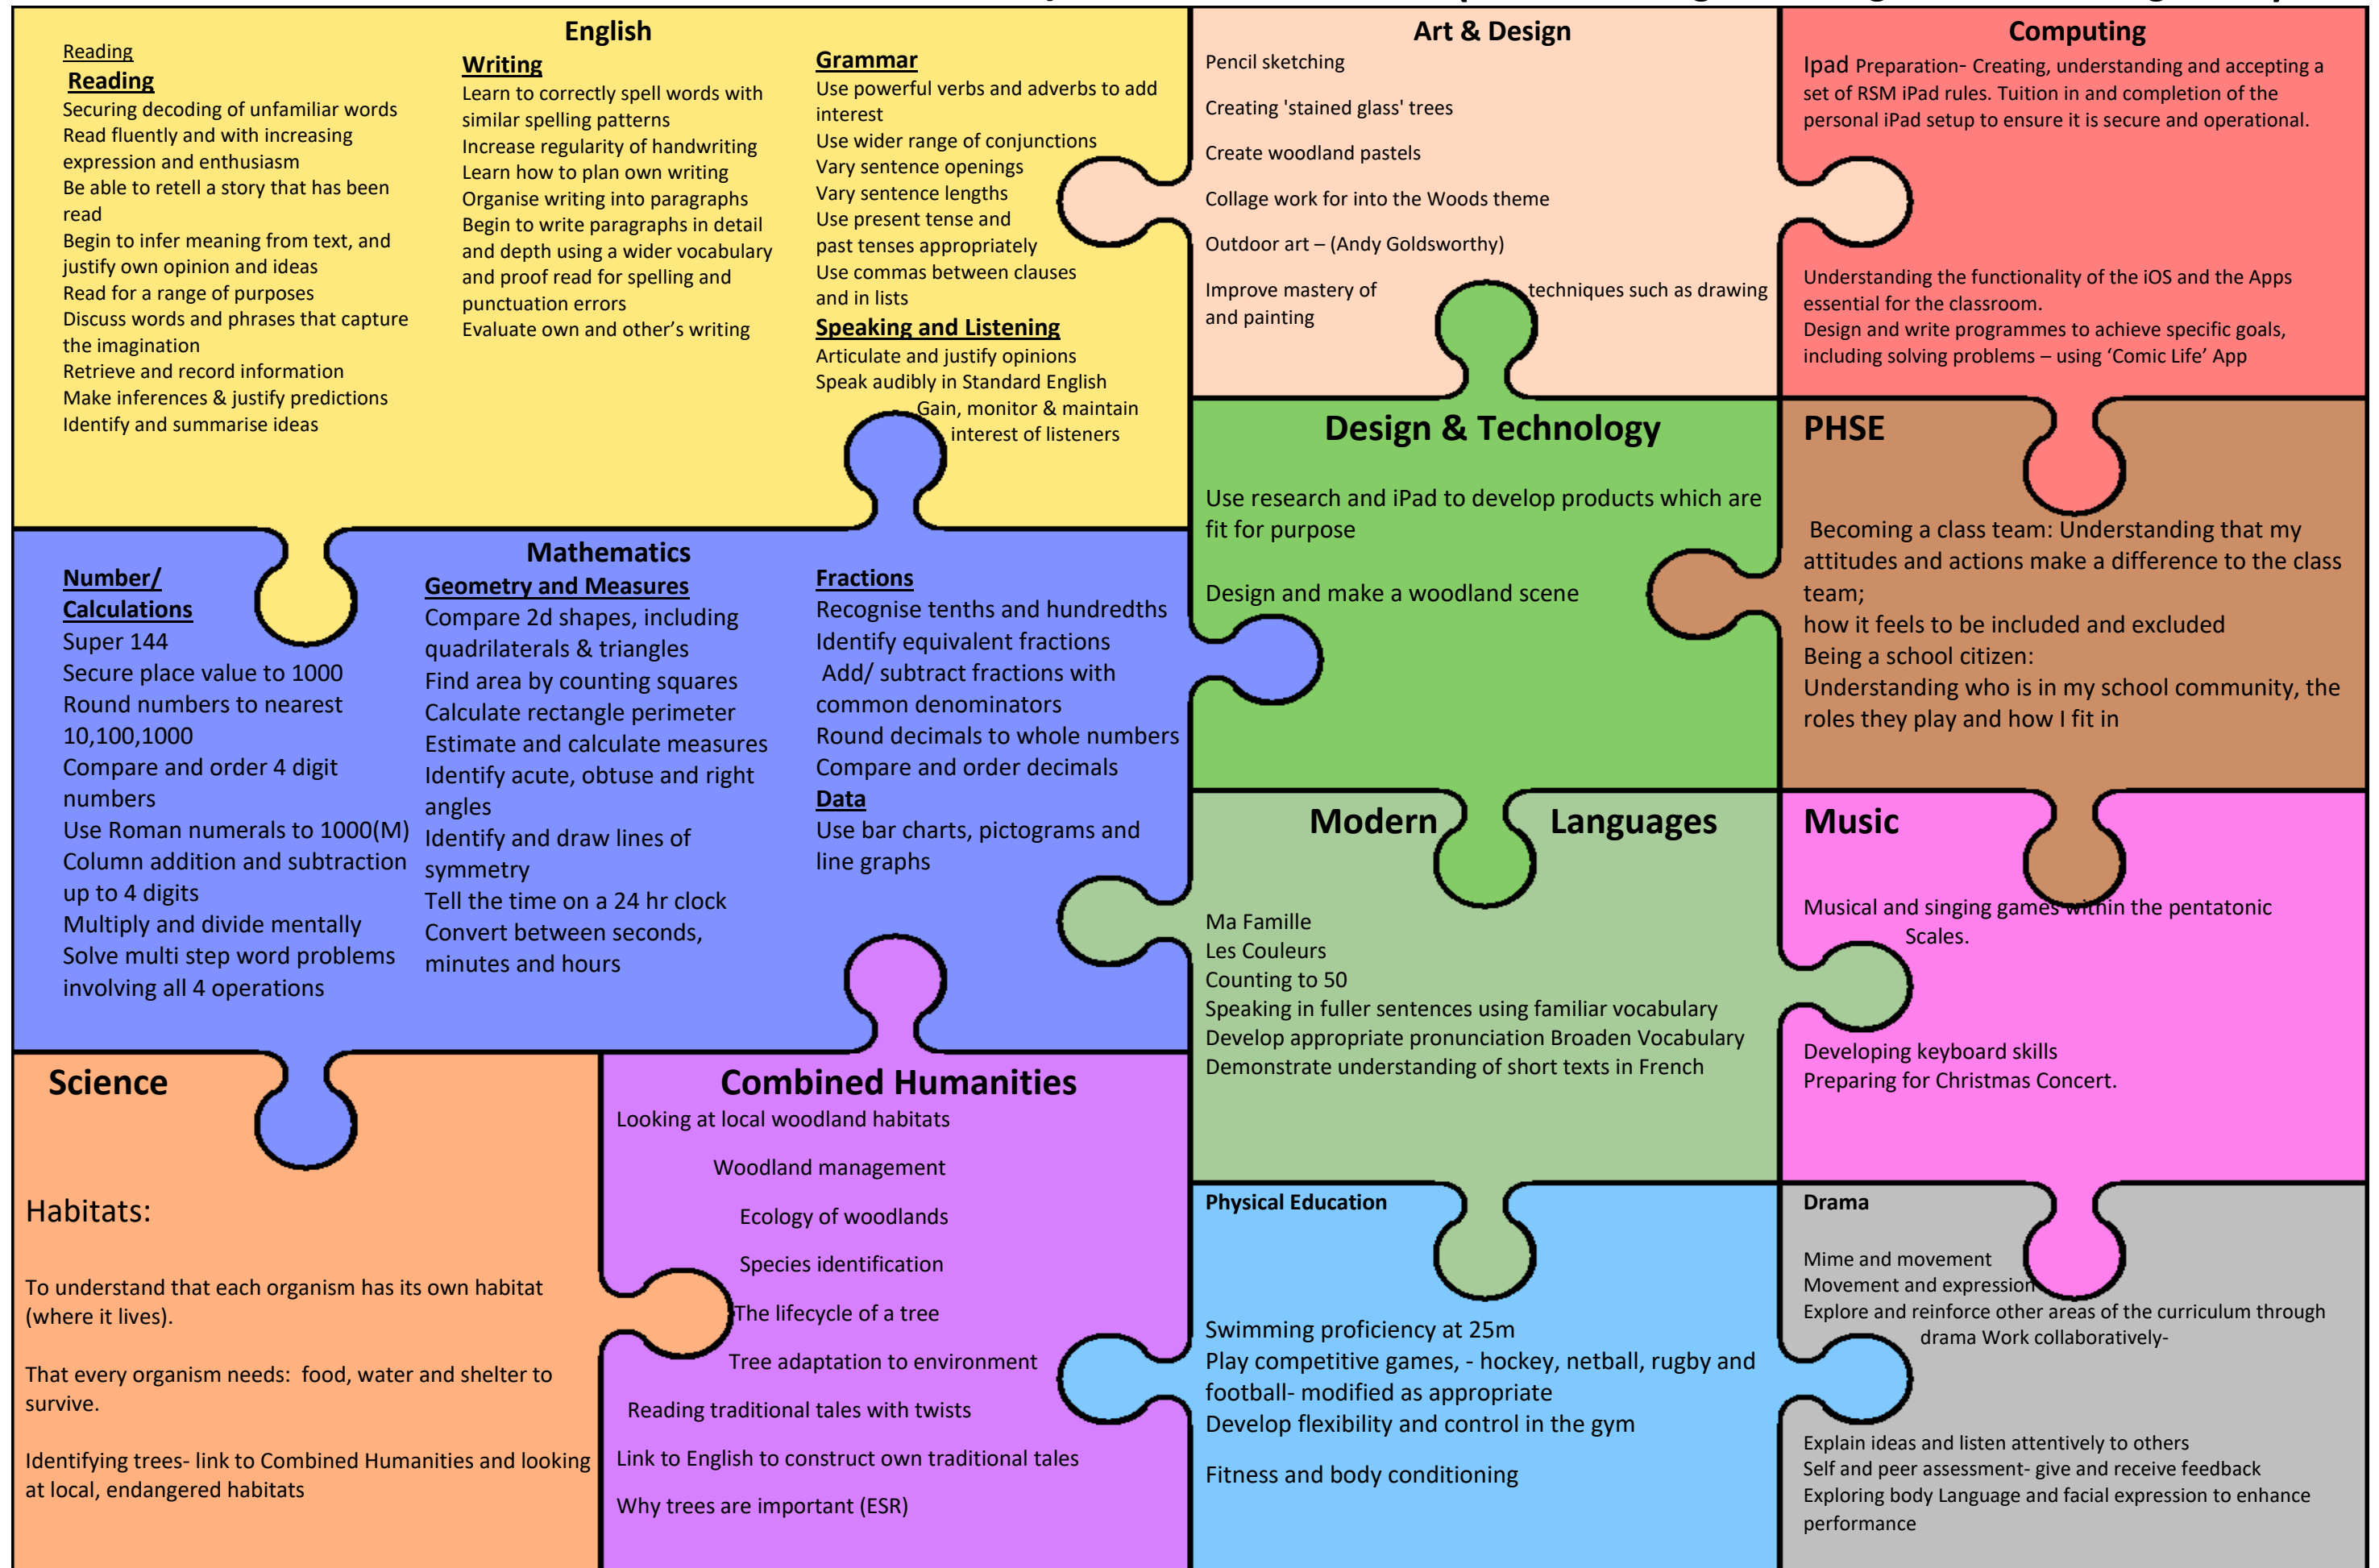 English
Reading
Reading
Securing decoding of unfamiliar words
Read fluently and with increasing
expression and enthusiasm
Be able to retell a story that has been
read
Begin to infer meaning from text, and
justify own opinion and ideas
Read for a range of purposes
Discuss words and phrases that capture
the imagination
Retrieve and record information
Make inferences & justify predictions
Identify and summarise ideas
Writing
Learn to correctly spell words with
similar spelling patterns
Increase regularity of handwriting
Learn how to plan own writing
Organise writing into paragraphs
Begin to write paragraphs in detail
and depth using a wider vocabulary
and proof read for spelling and
punctuation errors
Evaluate own and other’s writing
Grammar
Use powerful verbs and adverbs to add
interest
Use wider range of conjunctions
Vary sentence openings
Vary sentence lengths
Use present tense and
past tenses appropriately
Use commas between clauses
and in lists
Speaking and Listening
Articulate and justify opinions
Speak audibly in Standard English
Gain, monitor & maintain
interest of listeners
Art & Design
Pencil sketching
Creating 'stained glass' trees
Create woodland pastels
Collage work for into the Woods theme
Outdoor art – (Andy Goldsworthy)
Improve mastery of techniques such as drawing
and painting
Computing
Ipad Preparation- Creating, understanding and accepting a
set of RSM iPad rules. Tuition in and completion of the
personal iPad setup to ensure it is secure and operational.
Understanding the functionality of the iOS and the Apps
essential for the classroom.
Design and write programmes to achieve specific goals,
including solving problems – using ‘Comic Life’ App
Design & Technology
Use research and iPad to develop products which are
fit for purpose
Design and make a woodland scene
PHSE
Becoming a class team: Understanding that my
attitudes and actions make a difference to the class
team;
how it feels to be included and excluded
Being a school citizen:
Understanding who is in my school community, the
roles they play and how I fit in
Mathematics
Number/
Calculations
Super 144
Secure place value to 1000
Round numbers to nearest
10,100,1000
Compare and order 4 digit
numbers
Use Roman numerals to 1000(M)
Column addition and subtraction
up to 4 digits
Multiply and divide mentally
Solve multi step word problems
involving all 4 operations
Geometry and Measures
Compare 2d shapes, including
quadrilaterals & triangles
Find area by counting squares
Calculate rectangle perimeter
Estimate and calculate measures
Identify acute, obtuse and right
angles
Identify and draw lines of
symmetry
Tell the time on a 24 hr clock
Convert between seconds,
minutes and hours
Fractions
Recognise tenths and hundredths
Identify equivalent fractions
Add/ subtract fractions with
common denominators
Round decimals to whole numbers
Compare and order decimals
Data
Use bar charts, pictograms and
line graphs
Modern Languages
Ma Famille
Les Couleurs
Counting to 50
Speaking in fuller sentences using familiar vocabulary
Develop appropriate pronunciation Broaden Vocabulary
Demonstrate understanding of short texts in French
Music
Musical and singing games within the pentatonic
Scales.
Developing keyboard skills
Preparing for Christmas Concert.
Science
Habitats:
To understand that each organism has its own habitat
(where it lives).
That every organism needs: food, water and shelter to
survive.
Identifying trees- link to Combined Humanities and looking
at local, endangered habitats
Combined Humanities
Looking at local woodland habitats
Woodland management
Ecology of woodlands
Species identification
The lifecycle of a tree
Tree adaptation to environment
Reading traditional tales with twists
Link to English to construct own traditional tales
Why trees are important (ESR)
Physical Education
Swimming proficiency at 25m
Play competitive games, - hockey, netball, rugby and
football- modified as appropriate
Develop flexibility and control in the gym
Fitness and body conditioning
Drama
Mime and movement
Movement and expression
Explore and reinforce other areas of the curriculum through
drama Work collaboratively-
Explain ideas and listen attentively to others
Self and peer assessment- give and receive feedback
Exploring body Language and facial expression to enhance
performance